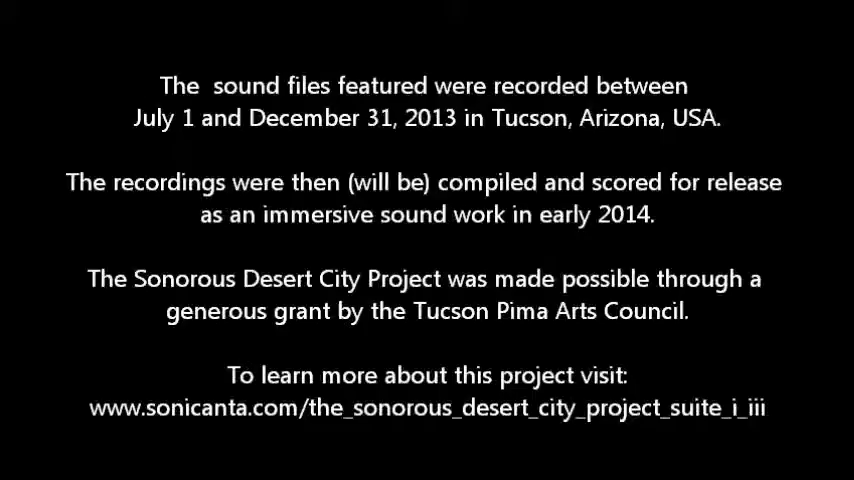 The  sound files featured were recorded between
July 1 and December 31, 2013 in Tucson, Arizona, USA.
The recordings were then (will be) compiled and scored for release
as an immersive sound work in early 2014.
The Sonorous Desert City Project was made possible through a
generous grant by the Tucson Pima Arts Council.
To learn more about this project visit:
www.sonicanta.com/the_sonorous_desert_city_project_suite_i_iii